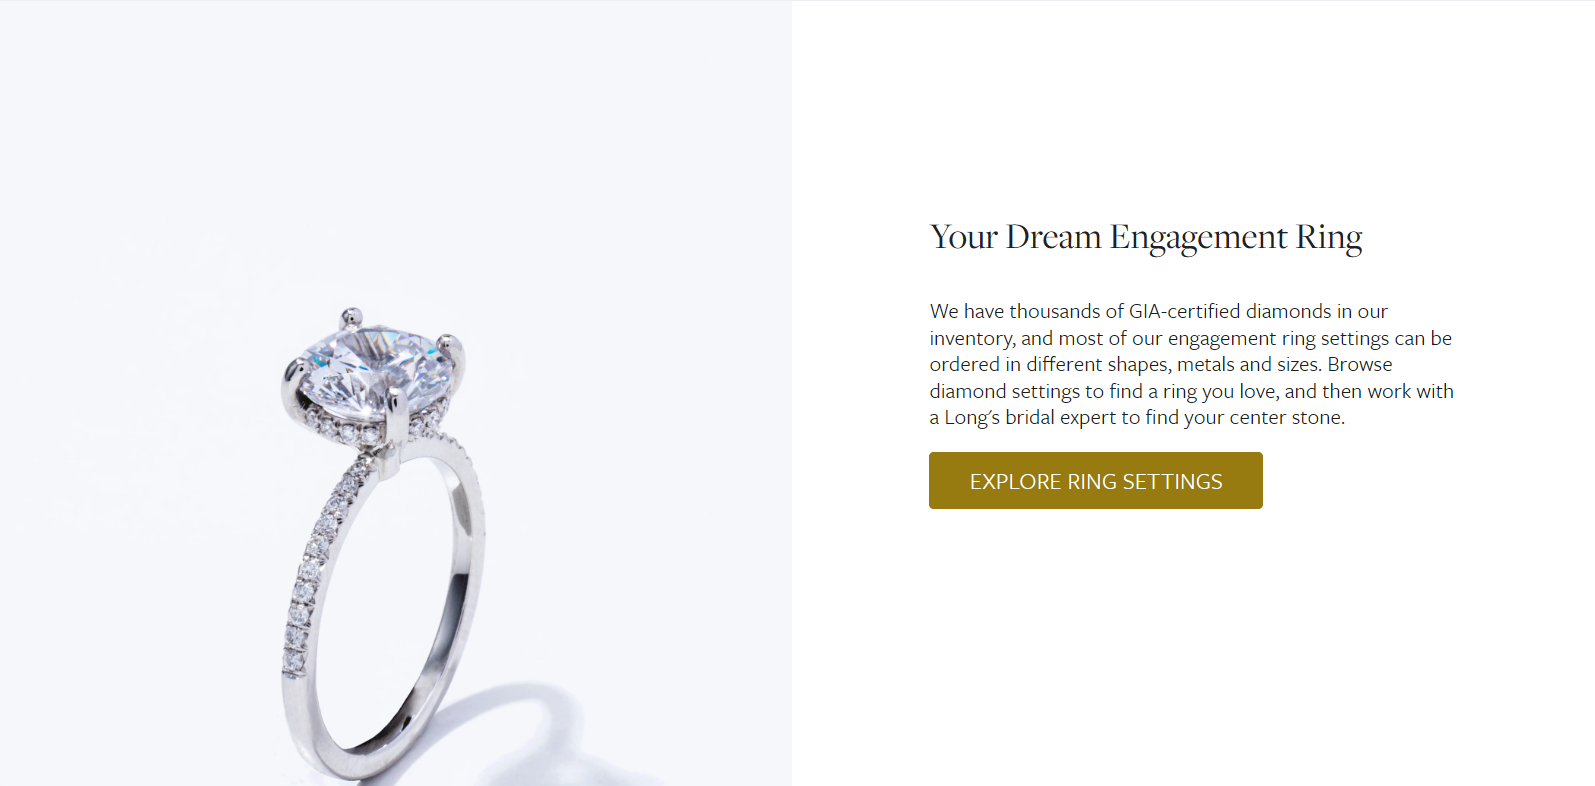 Your Dream Engagement Ring
We have thousands of GIA-certified diamonds in our
inventory, and most of our engagement ring settings can be
ordered in different shapes, metals and sizes. Browse
diamond settings to find a ring you love, and then work with
a Long's bridal expert to find your center stone.
EXPLORE RING SETTINGS